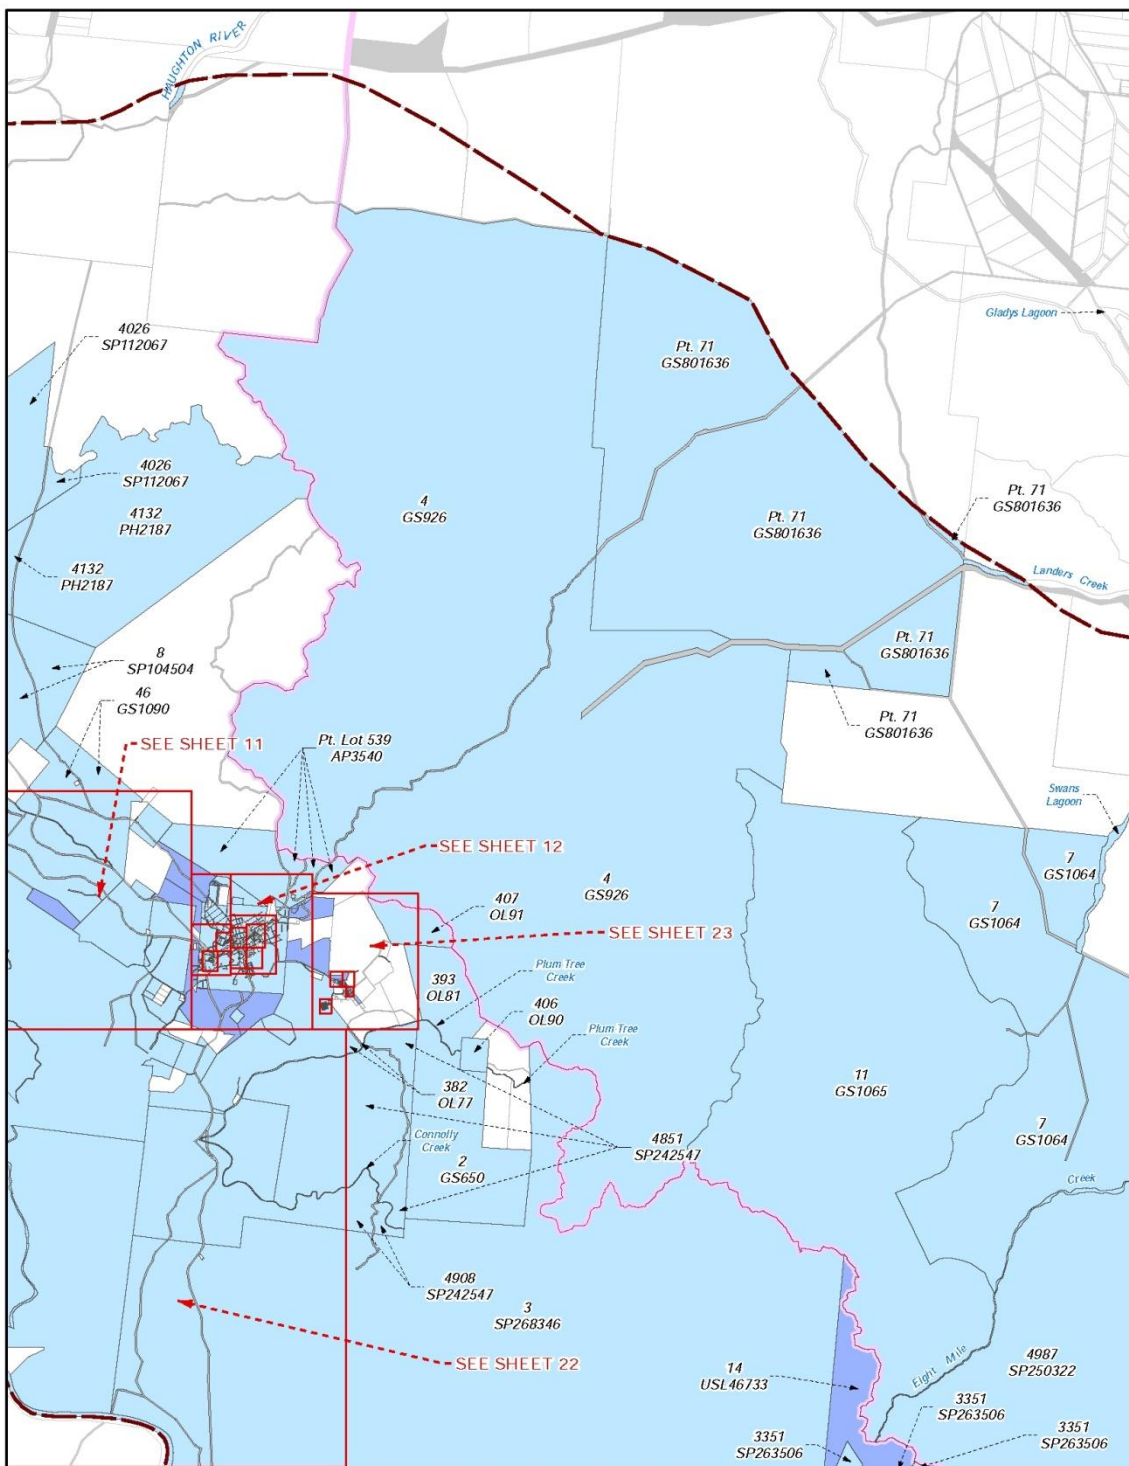 HAUGHTON RIVER
Gladys Lagoon
4026
SP112067
Pt. 71
GS801636
4026
SP112067
4132
PH2187
4
GS926
Pt. 71
GS801636
Pt. 71
GS801636
4132
PH2187
Landers Creek
8
SP104504
Pt. 71
GS801636
46
GS1090
Pt. 71
GS801636
SEE SHEET 11
Pt. Lot 539
AP3540
Swans
Lagoon
SEE SHEET 12
7
GS1064
4
GS926
407
OL91
7
GS1064
SEE SHEET 23
Plum Tree
Creek
393
OL81
406
OL90
Plum Tree
Creek
382
OL77
11
GS1065
Connolly
Creek
4851
SP242547
7
GS1064
2
GS650
Creek
4908
SP242547
3
SP268346
SEE SHEET 22
14
USL46733
Eight Mile
4987
SP250322
3351
SP263506
3351
SP263506
3351
SP263506